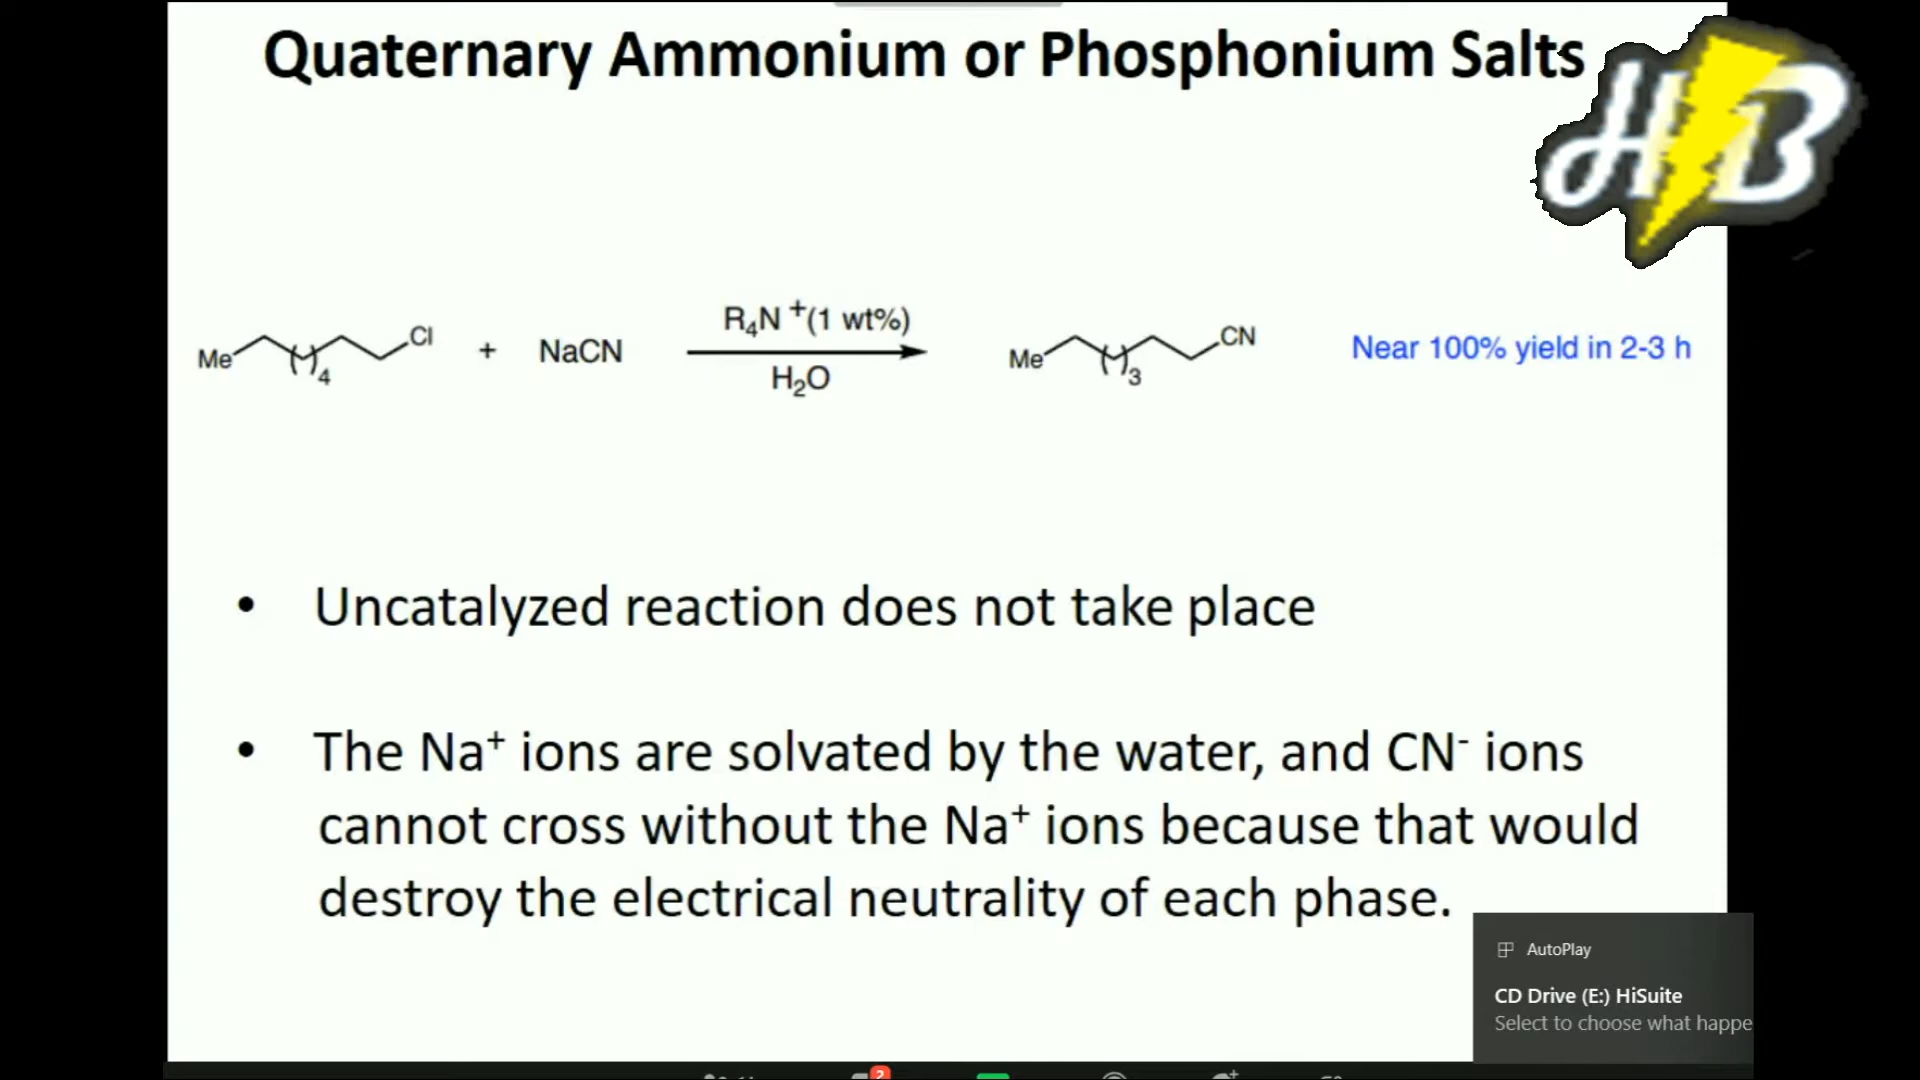 Quaternary Ammonium or Phosphonium Salts
HB
Me ( )4 Cl + NaCN R4N +(1 wt%) H2O Me ( )3 CN Near 100% yield in 2-3 h
• Uncatalyzed reaction does not take place
• The Na+ ions are solvated by the water, and CN- ions
cannot cross without the Na+ ions because that would
destroy the electrical neutrality of each phase.
AutoPlay
CD Drive (E:) HiSuite
Select to choose what happe
2